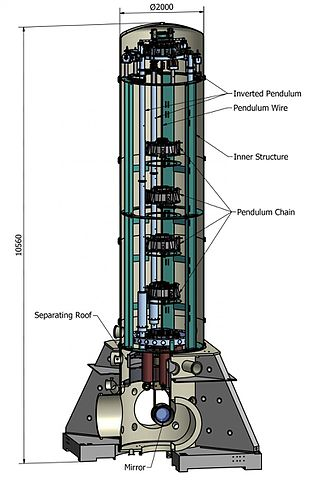 Ø2000
Inverted Pendulum
Pendulum Wire
Inner Structure
Pendulum Chain
10560
Separating Roof
Mirror